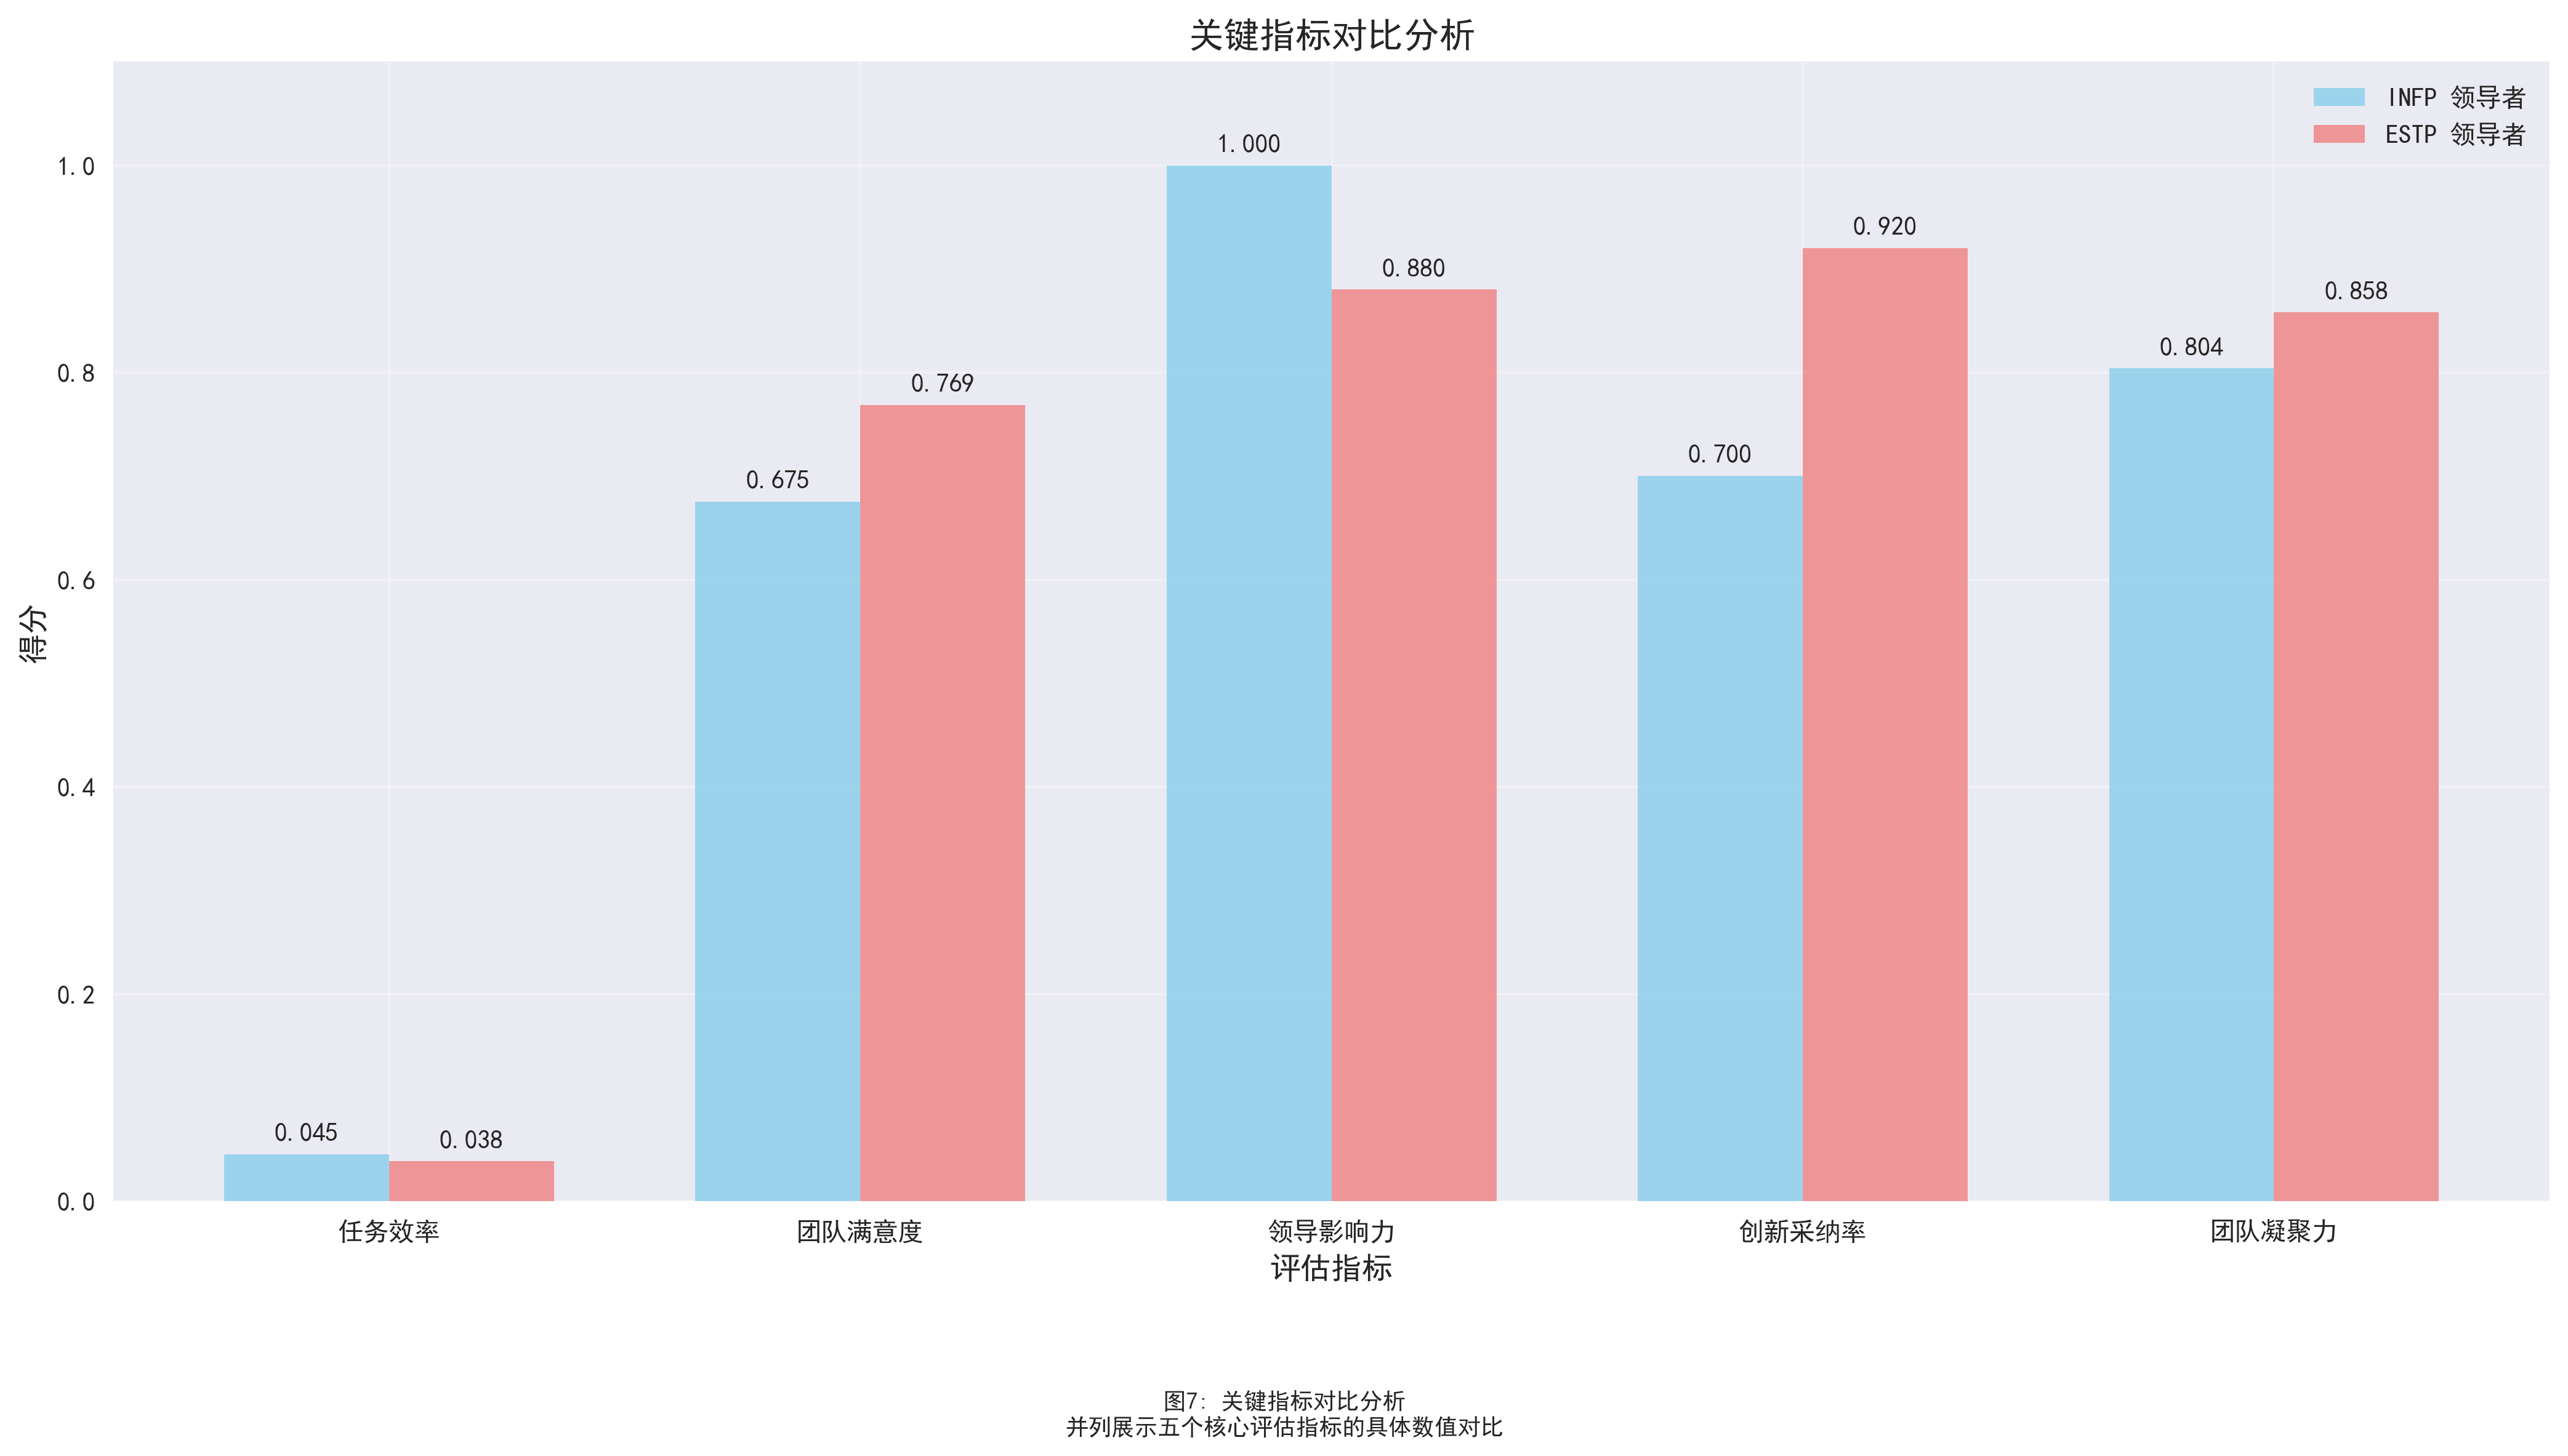 关键指标对比分析
INFP 领导者
ESTP 领导者
得分
1.0
0.8
0.6
0.4
0.2
0.0
0.045
0.038
0.675
0.769
1.000
0.880
0.700
0.920
0.804
0.858
任务效率
团队满意度
领导影响力
创新采纳率
团队凝聚力
评估指标
图7: 关键指标对比分析
并列展示五个核心评估指标的具体数值对比